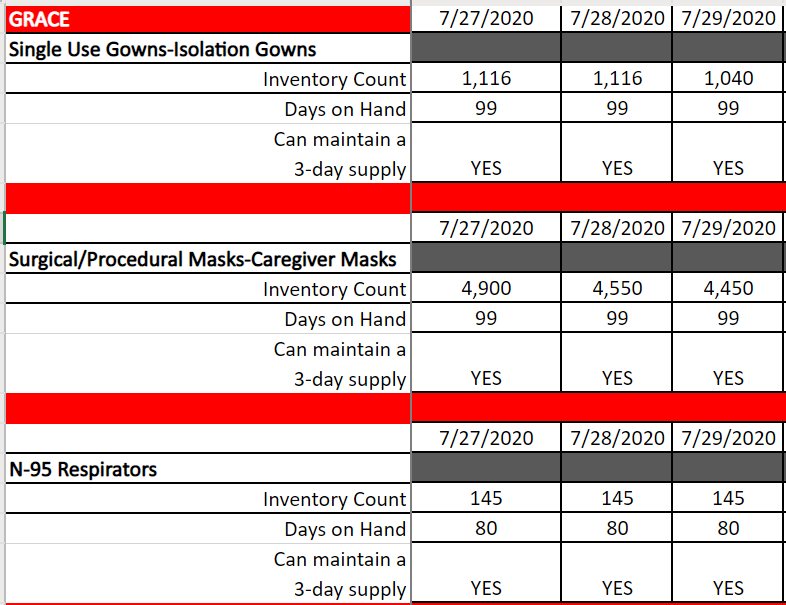 GRACE 7/27/2020 7/28/2020 7/29/2020
Single Use Gowns-Isolation Gowns
Inventory Count 1,116 1,116 1,040
Days on Hand 99 99 99
Can maintain a
3-day supply YES YES YES
7/27/2020 7/28/2020 7/29/2020
Surgical/Procedural Masks-Caregiver Masks
Inventory Count 4,900 4,550 4,450
Days on Hand 99 99 99
Can maintain a
3-day supply YES YES YES
7/27/2020 7/28/2020 7/29/2020
N-95 Respirators
Inventory Count 145 145 145
Days on Hand 80 80 80
Can maintain a
3-day supply YES YES YES